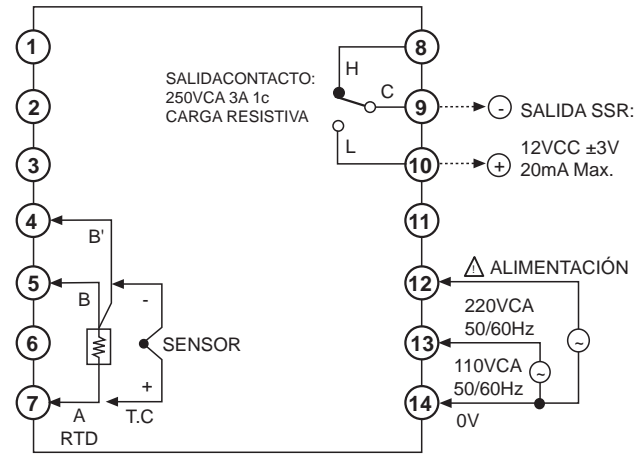 1
2
3
4
5
6
7
8
9
10
11
12
13
14
SALIDACONTACTO:
250VCA 3A 1c
CARGA RESISTIVA
H
C
L
-
SALIDA SSR:
+
12VCC ±3V
20mA Max.
B'
B
-
SENSOR
+
A
T.C
RTD
! ALIMENTACIÓN
220VCA
50/60Hz
~
110VCA
50/60Hz
~
0V